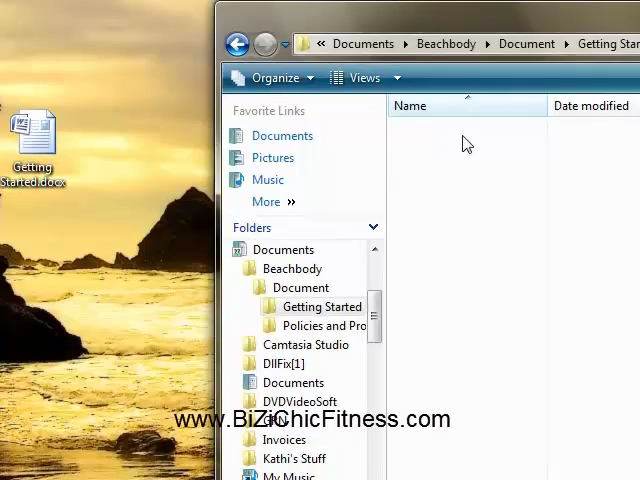 « Documents Beachbody Document Getting Star
Organize Views
Favorite Links
Name Date modified
Documents
Pictures
Music
More »
Folders
Documents
Beachbody
Document
Getting Started
Policies and Pro
Camtasia Studio
DllFix[1]
Documents
DVDVideoSoft
www.BiZiChicFitness.com
Invoices
Kathi's Stuff
My Music
Getting
Started.docx